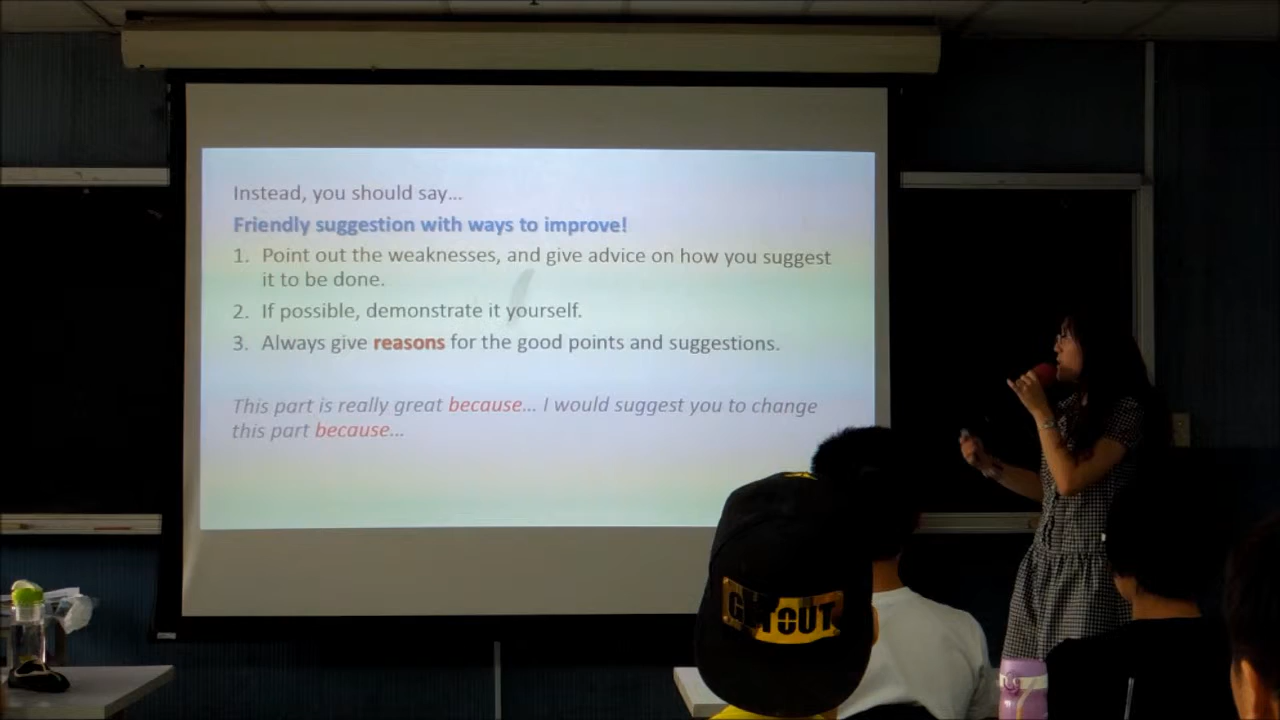 Instead, you should say...
Friendly suggestion with ways to improve!
1. Point out the weaknesses, and give advice on how you suggest
it to be done.
2. If possible, demonstrate it yourself.
3. Always give reasons for the good points and suggestions.
This part is really great because... I would suggest you to change
this part because...
GET OUT